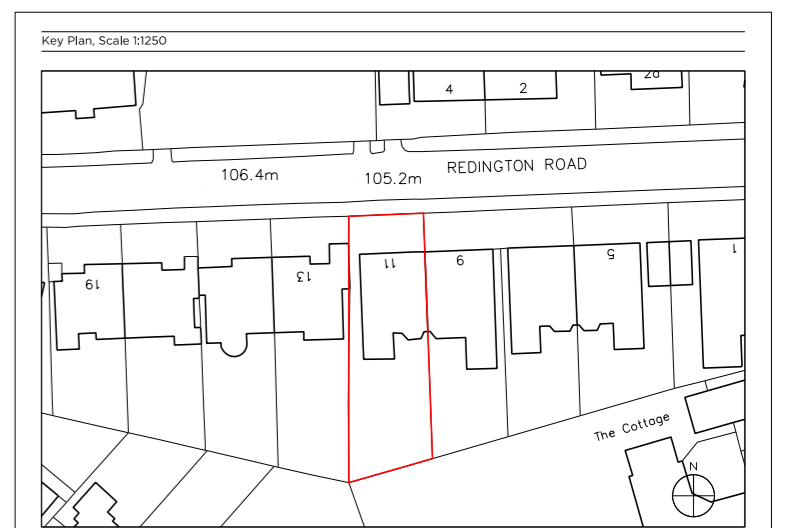 Key Plan, Scale 1:1250
4
2
2a
REDINGTON ROAD
106.4m
105.2m
19
13
11
9
5
1
The Cottage
N